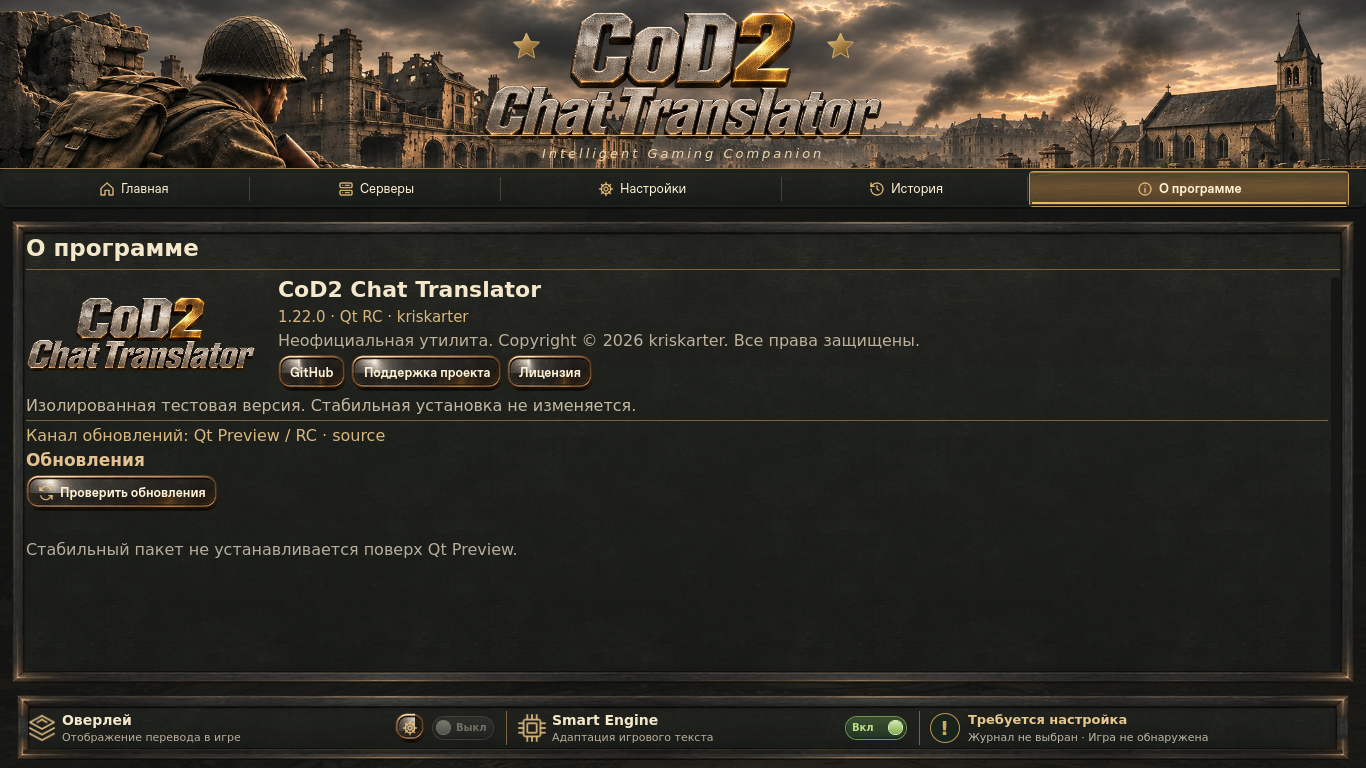 CoD2
Chat Translator
Intelligent Gaming Companion
Главная
Серверы
Настройки
История
О программе
О программе
CoD2
Chat Translator
CoD2 Chat Translator
1.22.0 · Qt RC · kriskarter
Неофициальная утилита. Copyright © 2026 kriskarter. Все права защищены.
GitHub
Поддержка проекта
Лицензия
Изолированная тестовая версия. Стабильная установка не изменяется.
Канал обновлений: Qt Preview / RC · source
Обновления
Проверить обновления
Стабильный пакет не устанавливается поверх Qt Preview.
Оверлей
Отображение перевода в игре
Выкл
Smart Engine
Адаптация игрового текста
Вкл
Требуется настройка
Журнал не выбран · Игра не обнаружена